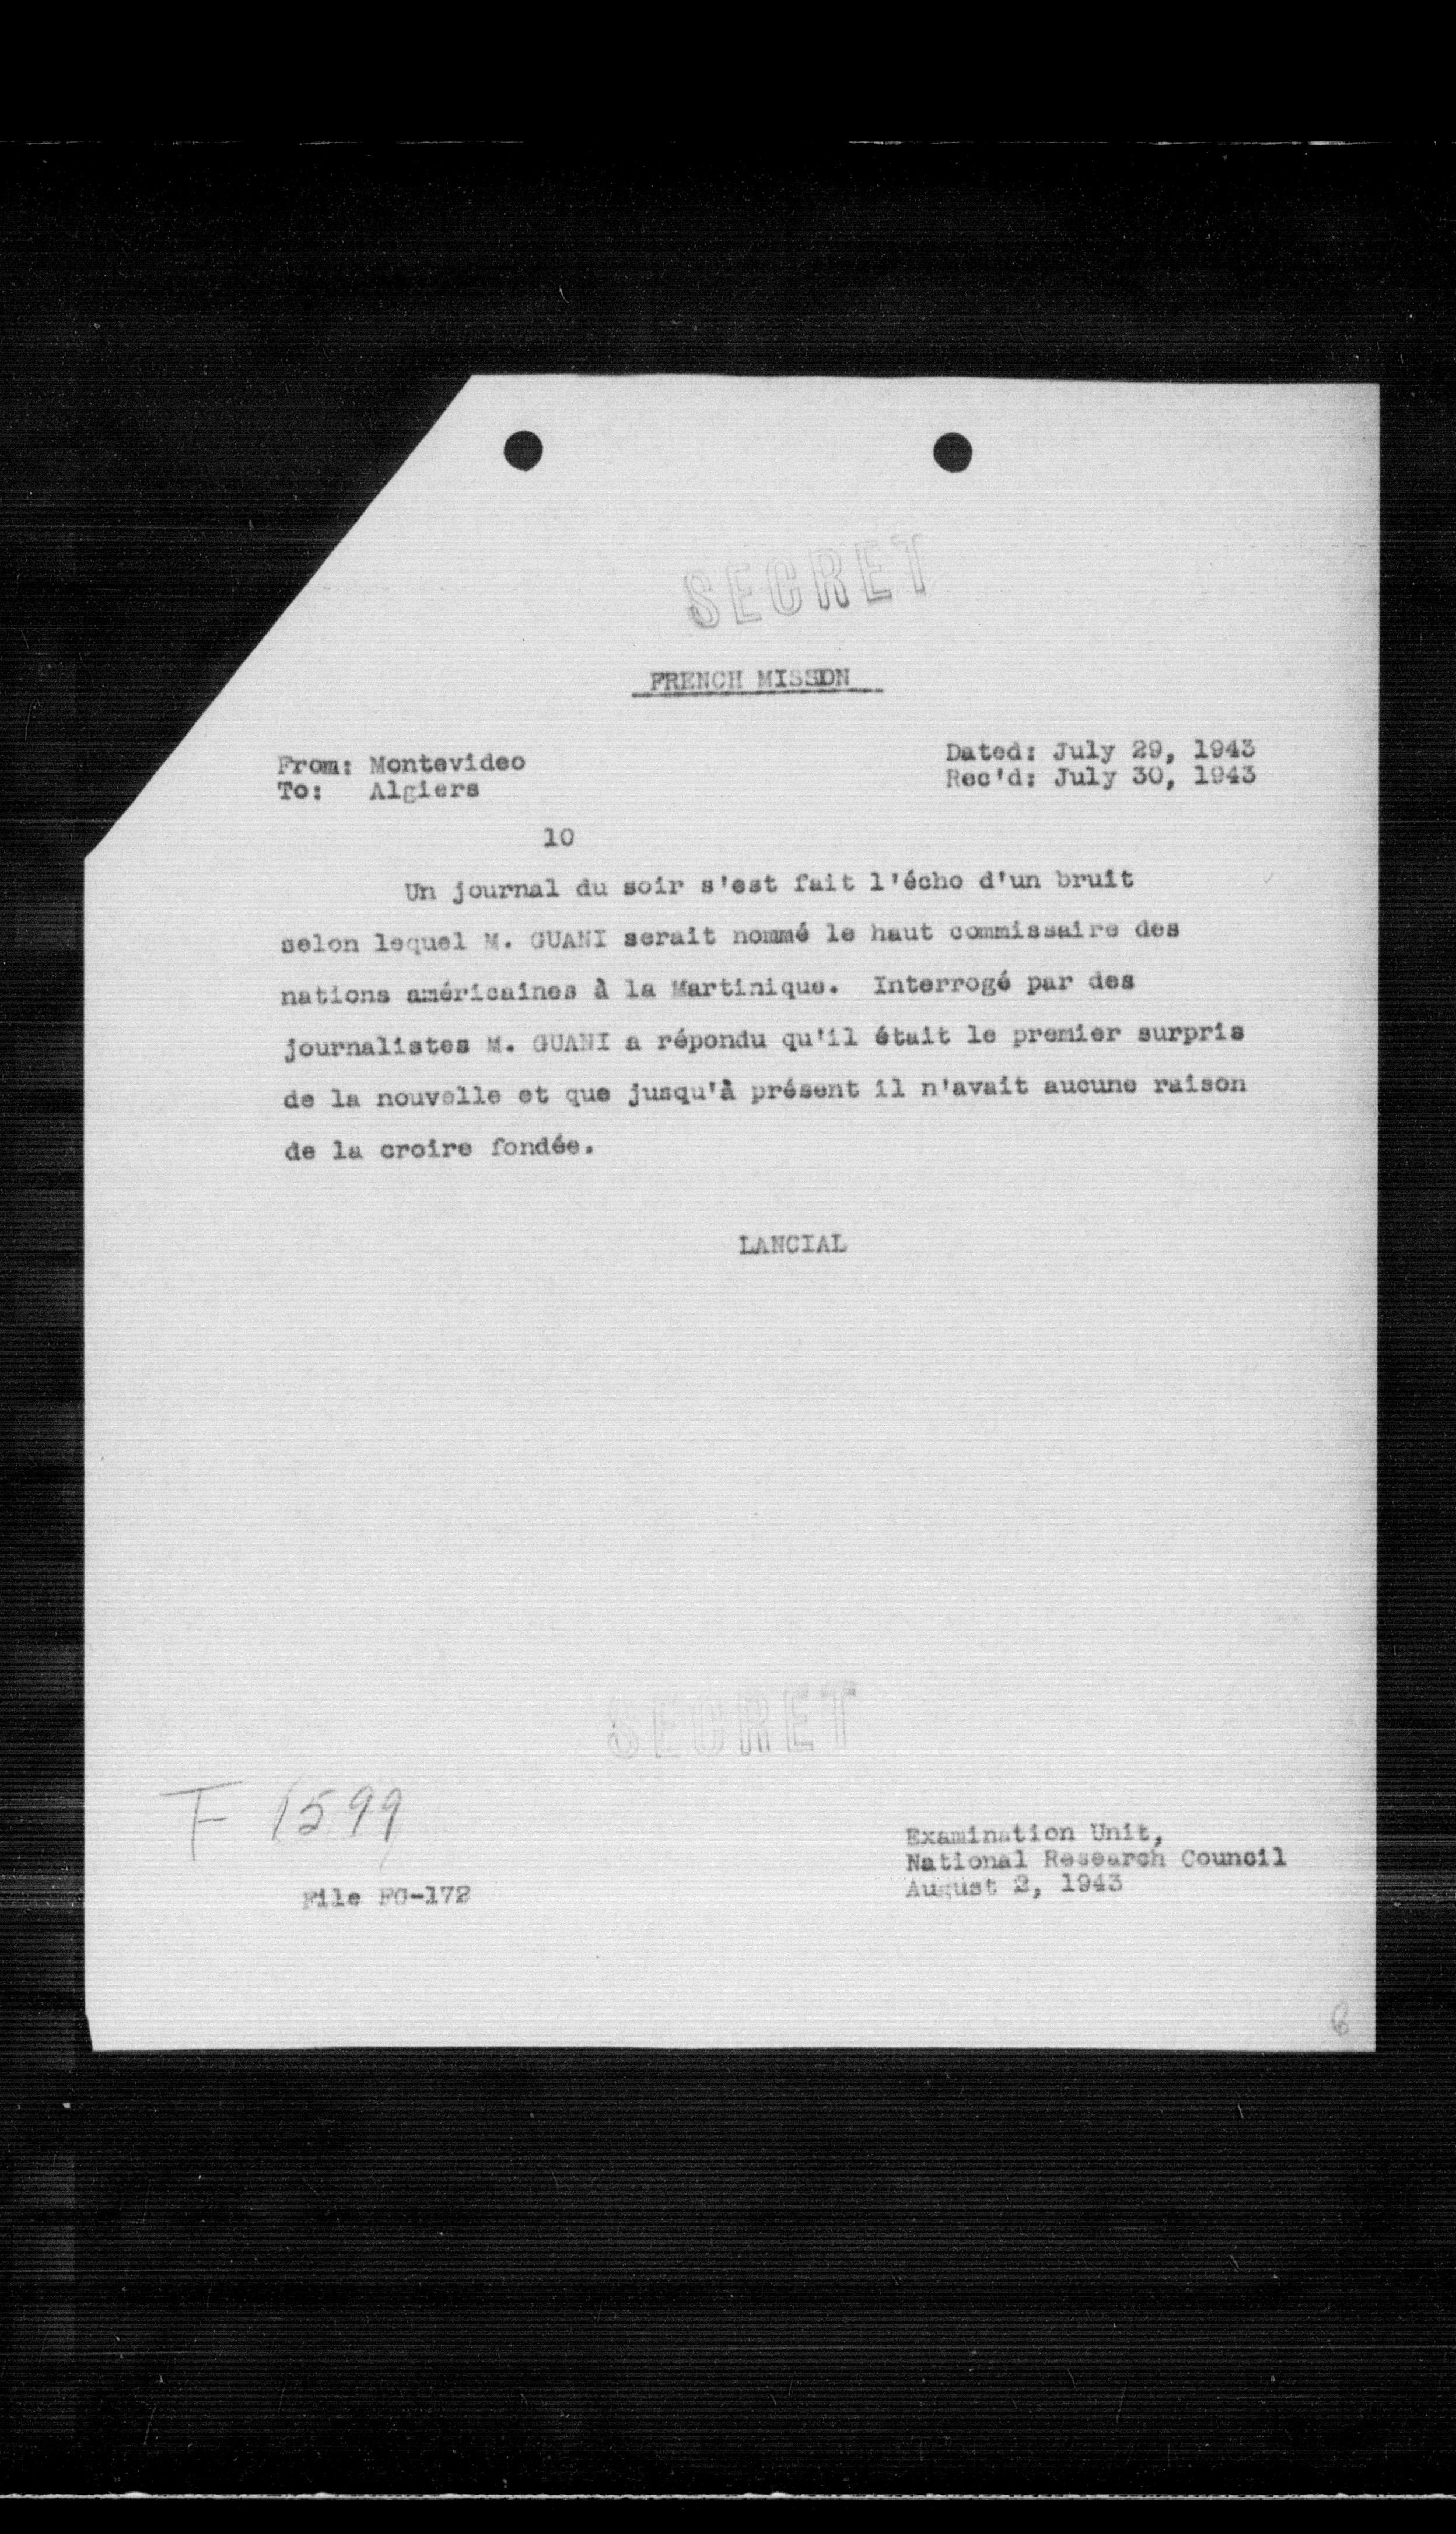 SECRET
FRENCH MISSION
From: Montevideo
To: Algiers
Dated: July 29, 1943
Rec'd: July 30, 1943
10
Un journal du soir s'est fait l'écho d'un bruit
selon lequel M. GUANI serait nommé le haut commissaire des
nations américaines à la Martinique. Interrogé par des
journalistes M. GUANI a répondu qu'il était le premier surpris
de la nouvelle et que jusqu'à présent il n'avait aucune raison
de la croire fondée.
LANCIAL
SECRET
F 1599
File FG-172
Examination Unit,
National Research Council
August 2, 1943